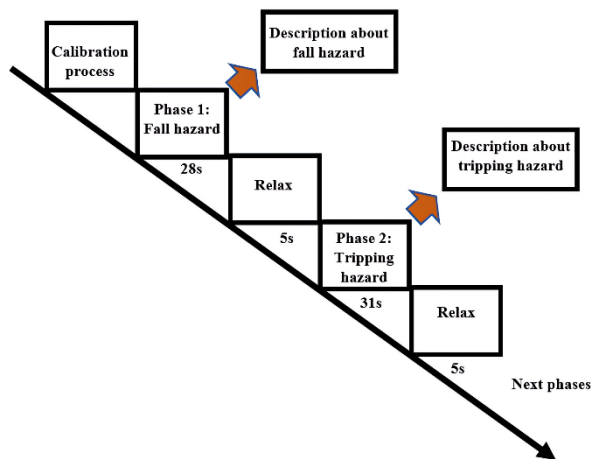 Calibration
process
Description about
fall hazard
Phase 1:
Fall hazard
28s
Relax
5s
Description about
tripping hazard
Phase 2:
Tripping
hazard
31s
Relax
5s
Next phases